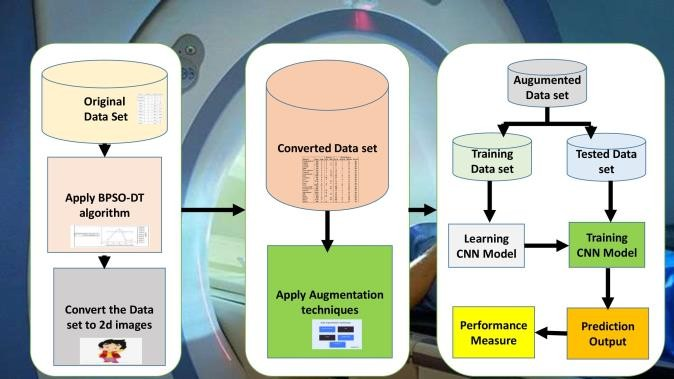 Original
Data Set
Apply BPSO-DT
algorithm
Convert the Data
set to 2d images
Converted Data set
Apply Augmentation
techniques
Augumented
Data set
Training
Data set
Tested Data
set
Learning
CNN Model
Training
CNN Model
Performance
Measure
Prediction
Output